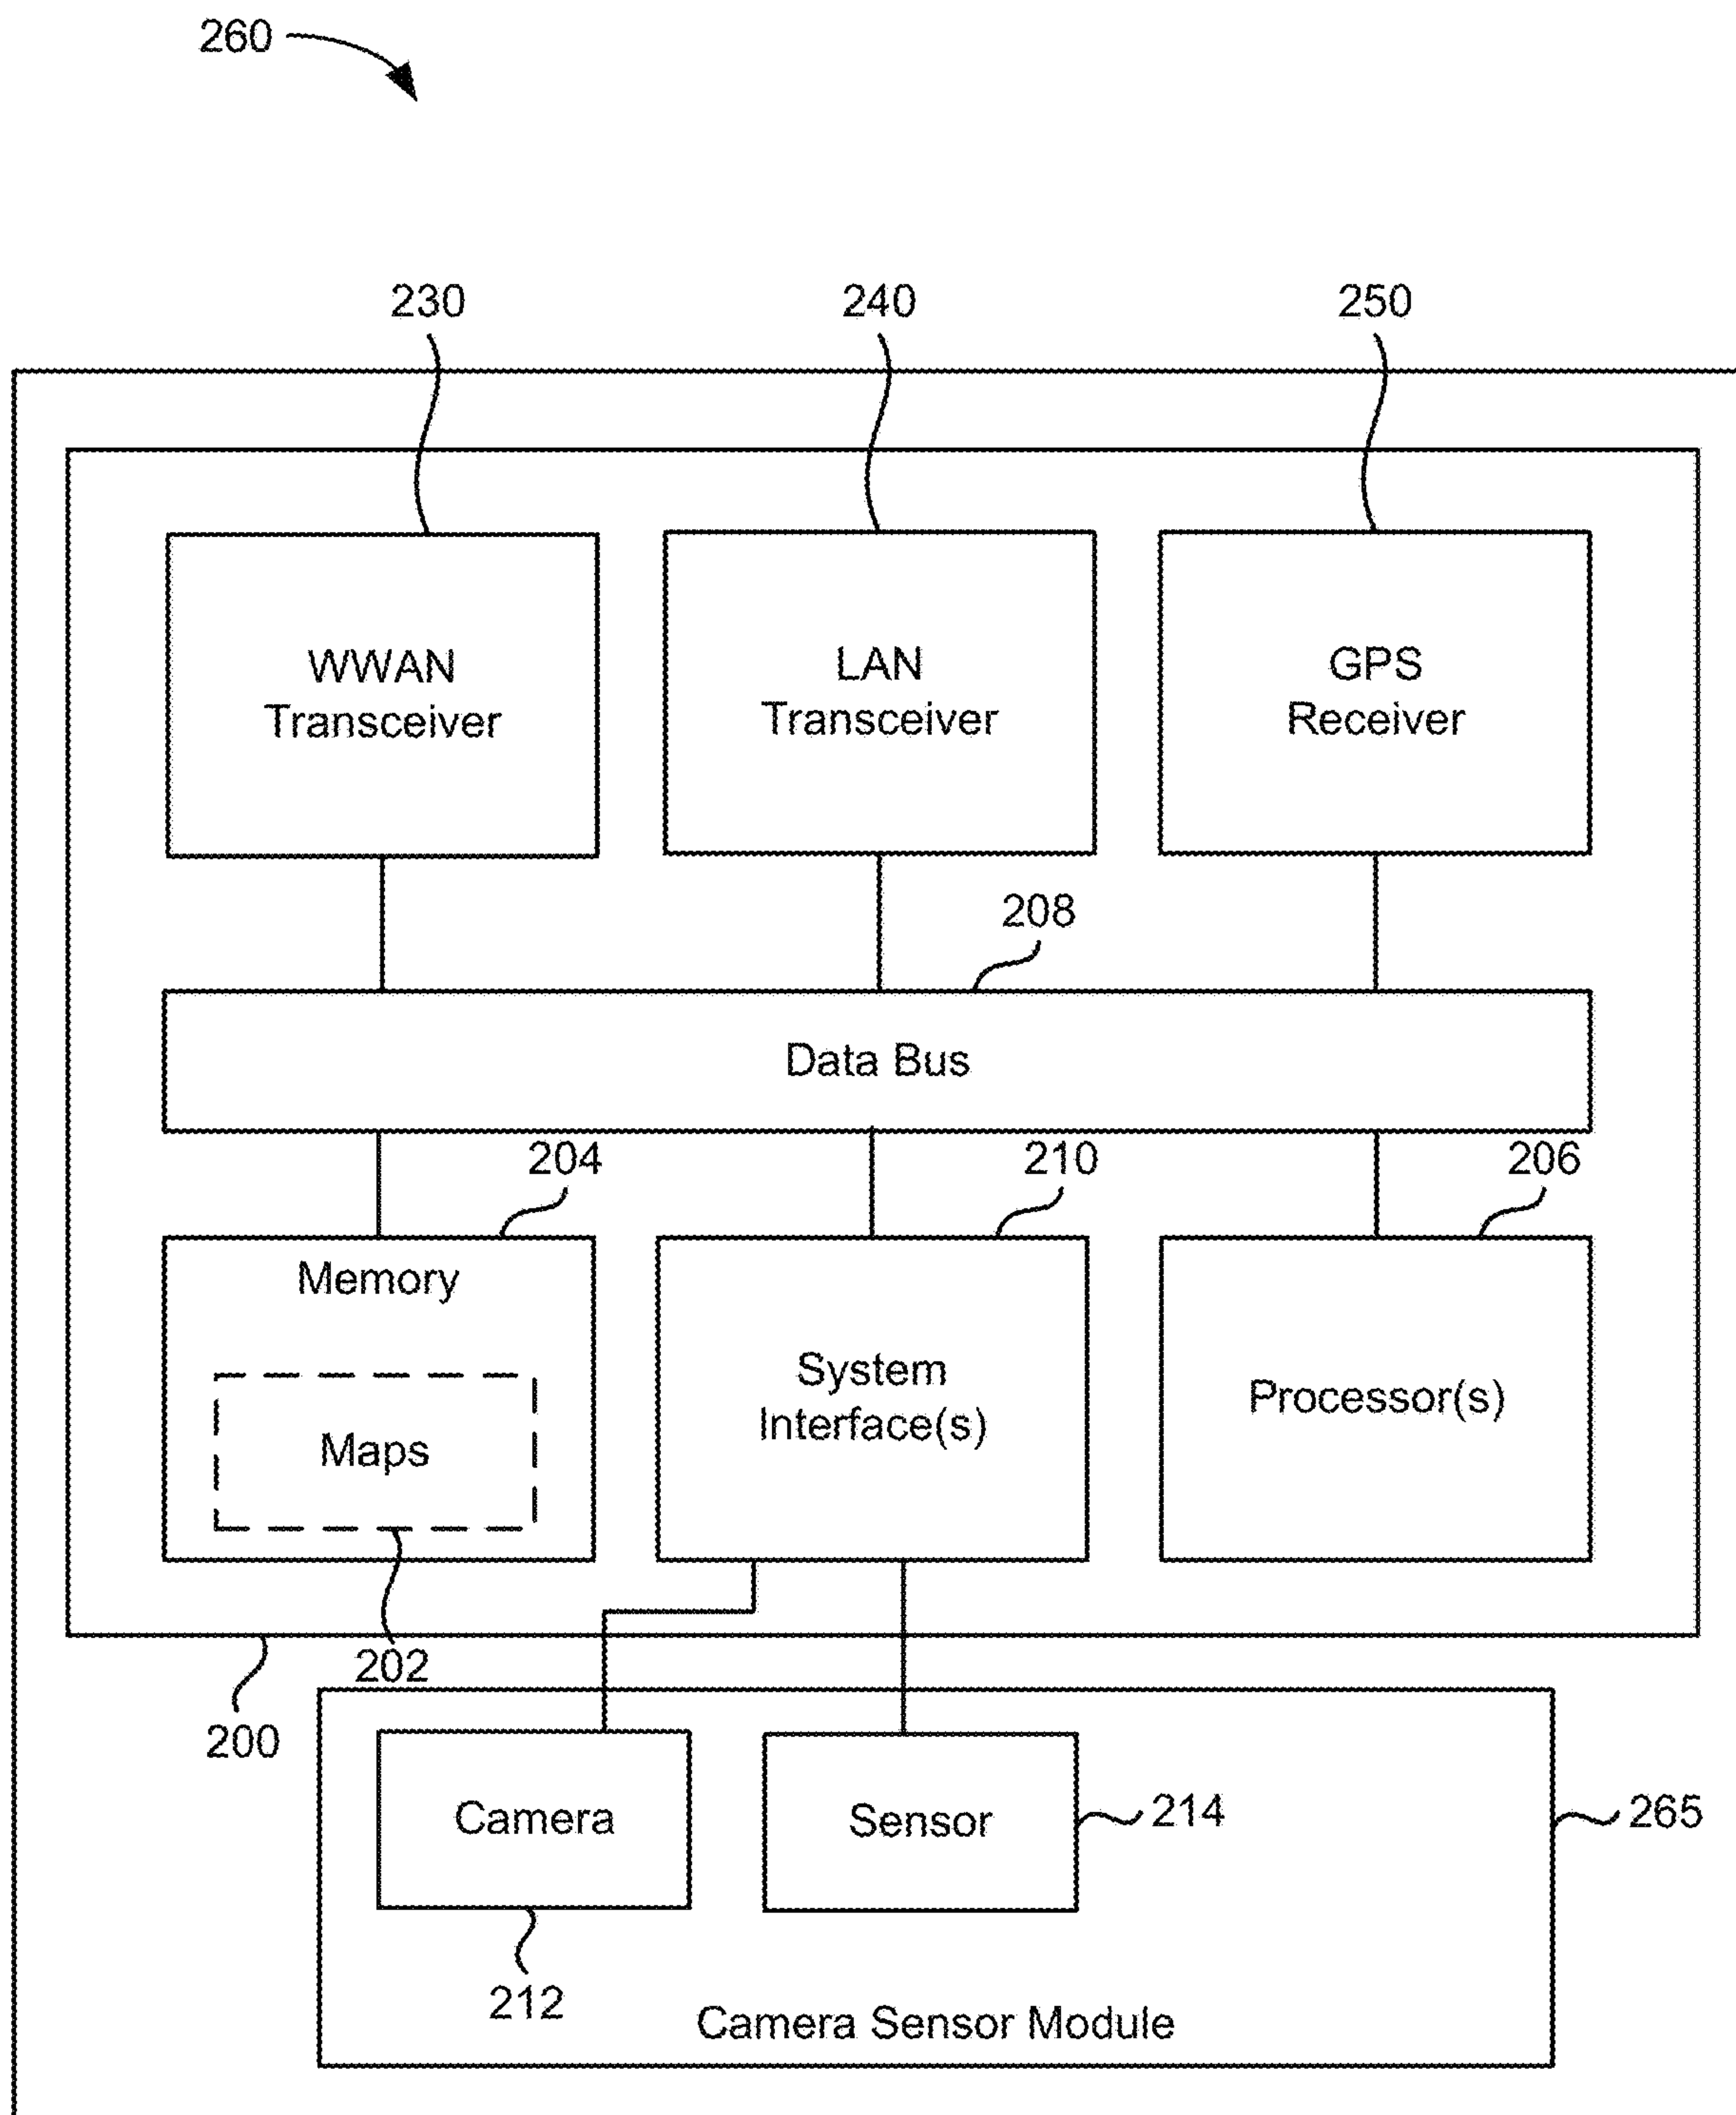 260
230
240
250
WWAN
Transceiver
LAN
Transceiver
GPS
Receiver
208
Data Bus
204
210
206
Memory
Maps
System
Interface(s)
Processor(s)
202
200
Camera
Sensor
214
265
212
Camera Sensor Module